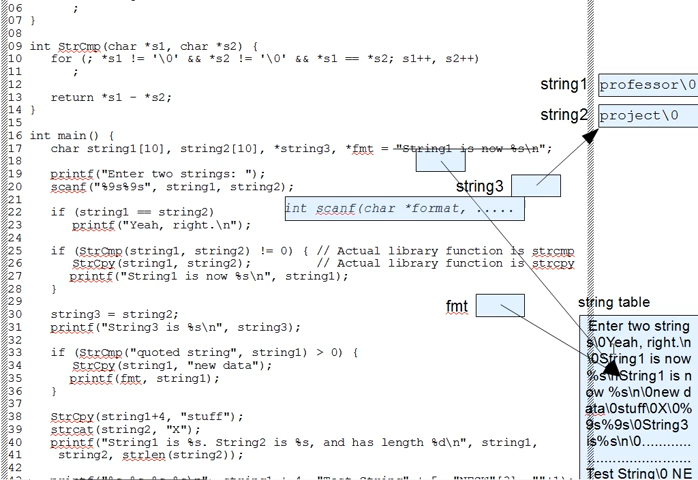 06       ;
07 }
08
09 int StrCmp(char *s1, char *s2) {
10    for (; *s1 != '\0' && *s2 != '\0' && *s1 == *s2; s1++, s2++)
11       ;
12
13    return *s1 - *s2;
14 }
15
16 int main() {
17    char string1[10], string2[10], *string3, *fmt = "String1 is now %s\n";
18
19    printf("Enter two strings: ");
20    scanf("%9s%9s", string1, string2);
21
22    if (string1 == string2)
23       printf("Yeah, right.\n");
24
25    if (StrCmp(string1, string2) != 0) { // Actual library function is strcmp
26       StrCpy(string1, string2);         // Actual library function is strcpy
27       printf("String1 is now %s\n", string1);
28    }
29
30    string3 = string2;
31    printf("String3 is %s\n", string3);
32
33    if (StrCmp("quoted string", string1) > 0) {
34       StrCpy(string1, "new data");
35       printf(fmt, string1);
36    }
37
38    StrCpy(string1+4, "stuff");
39    strcat(string2, "X");
40    printf("String1 is %s. String2 is %s, and has length %d\n", string1,
41     string2, strlen(string2));
42
string1 professor\0
string2 project\0
string3
int scanf(char *format, .....
fmt
string table
Enter two string
s\0Yeah, right.\n
\0String1 is now
%s\nString1 is n
ow %s\n\0new d
ata\0stuff\0X\0%
9s%9s\0String3
is%s\n\0............
........................
Test String\0 NE